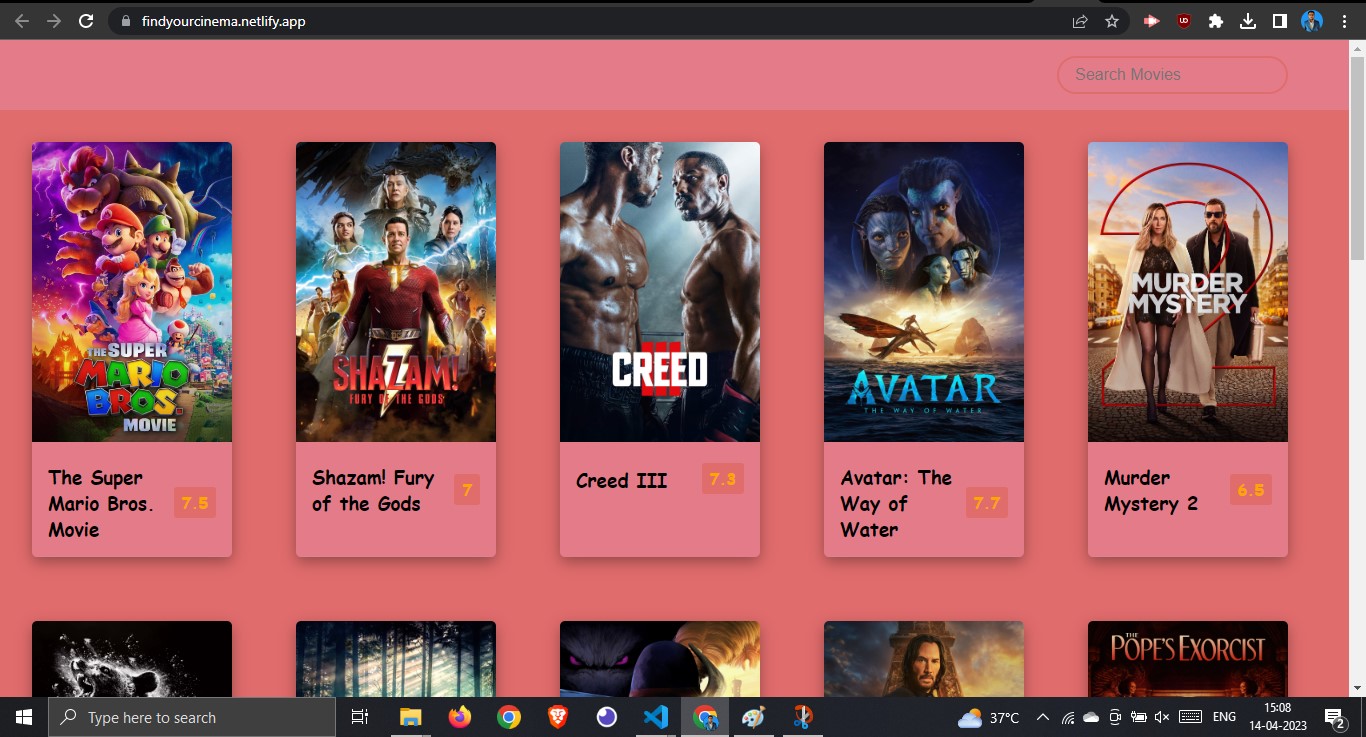 findyourcinema.netlify.app
Search Movies
THE SUPER
MARIO
BROS.
MOVIE
SHAZAM!
FURY OF THE GODS
CREED
III
AVATAR
THE WAY OF WATER
2
MURDER
MYSTERY
The Super
Mario Bros.
Movie
7.5
Shazam! Fury
of the Gods
7
Creed III
7.3
Avatar: The
Way of
Water
7.7
Murder
Mystery 2
6.5
THE
POPE'S EXORCIST
Type here to search
37°C
ENG
15:08
14-04-2023
2